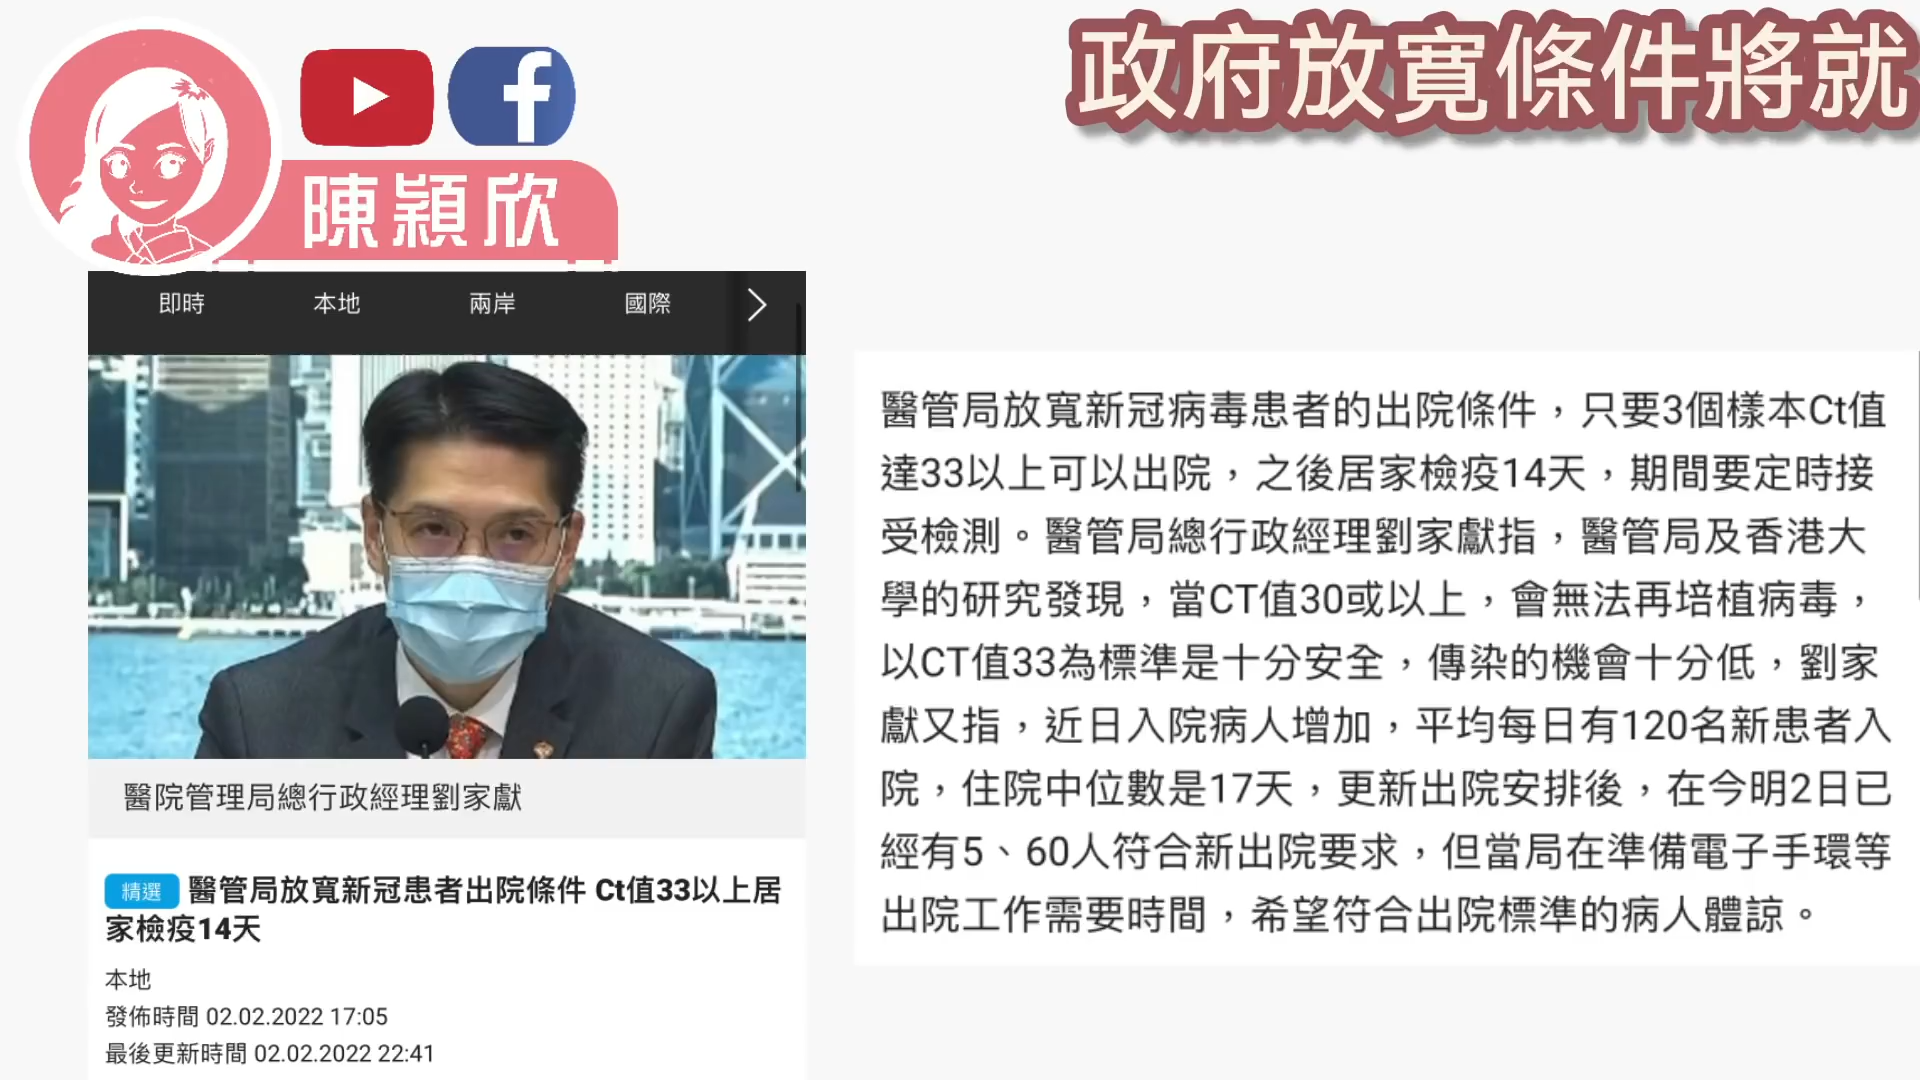 政府放寬條件將就
陳穎欣
即時 本地 兩岸 國際
醫院管理局總行政經理劉家獻
精選 醫管局放寬新冠患者出院條件 Ct值33以上居
家檢疫14天
本地
發佈時間 02.02.2022 17:05
最後更新時間 02.02.2022 22:41
醫管局放寬新冠病毒患者的出院條件，只要3個樣本Ct值
達33以上可以出院，之後居家檢疫14天，期間要定時接
受檢測。醫管局總行政經理劉家獻指，醫管局及香港大
學的研究發現，當CT值30或以上，會無法再培植病毒，
以CT值33為標準是十分安全，傳染的機會十分低，劉家
獻又指，近日入院病人增加，平均每日有120名新患者入
院，住院中位數是17天，更新出院安排後，在今明2日已
經有5、60人符合新出院要求，但當局在準備電子手環等
出院工作需要時間，希望符合出院標準的病人體諒。